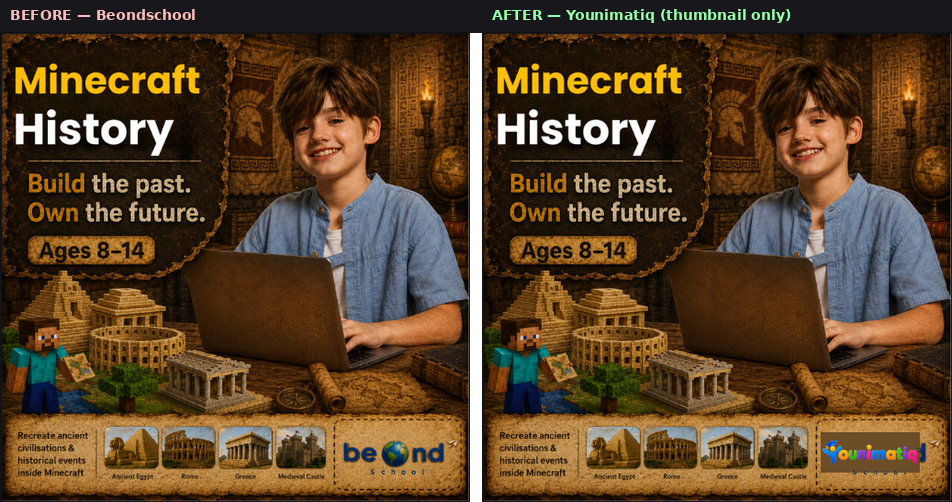 BEFORE — Beondschool
Minecraft
History
Build the past.
Own the future.
Ages 8–14
Recreate ancient
civilisations &
historical events
inside Minecraft
Ancient Egypt
Rome
Greece
Medieval Castle
be nd
School
AFTER — Younimatiq (thumbnail only)
Minecraft
History
Build the past.
Own the future.
Ages 8–14
Recreate ancient
civilisations &
historical events
inside Minecraft
Ancient Egypt
Rome
Greece
Medieval Castle
Younimatiq